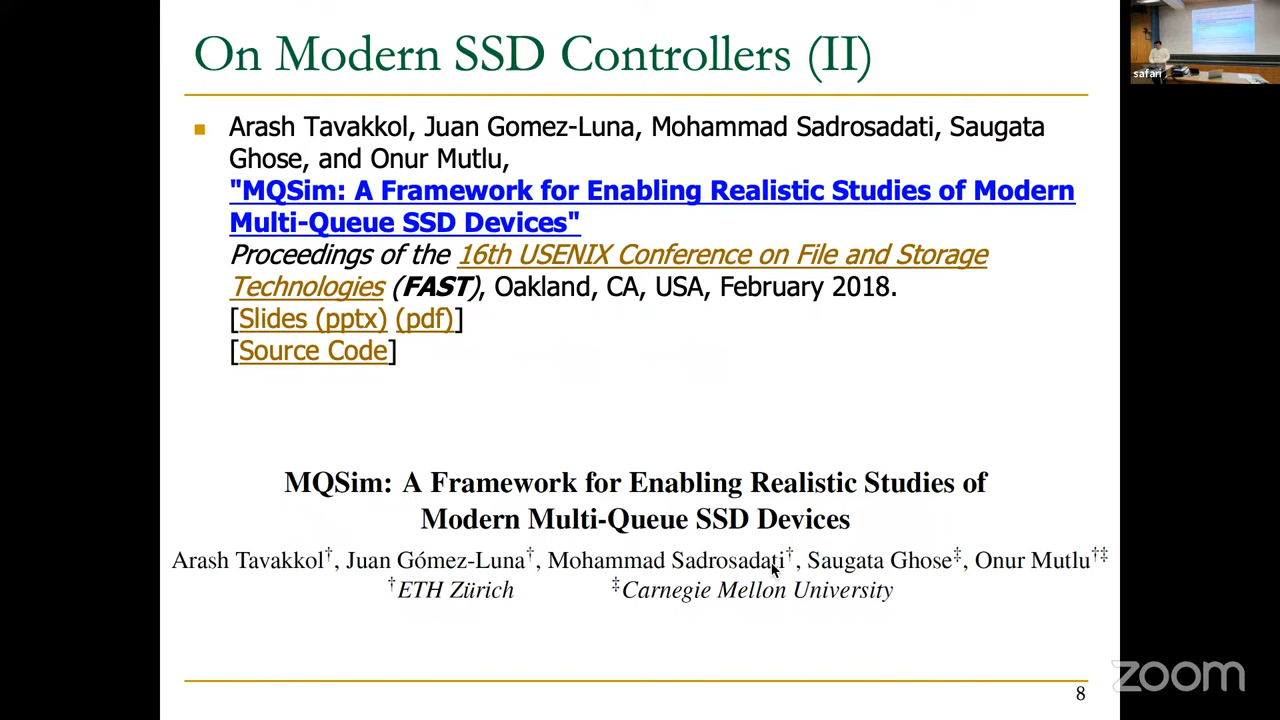 On Modern SSD Controllers (II)
safari
■ Arash Tavakkol, Juan Gomez-Luna, Mohammad Sadrosadati, Saugata
Ghose, and Onur Mutlu,
"MQSim: A Framework for Enabling Realistic Studies of Modern
Multi-Queue SSD Devices"
Proceedings of the 16th USENIX Conference on File and Storage
Technologies (FAST), Oakland, CA, USA, February 2018.
[Slides (pptx) (pdf)]
[Source Code]
MQSim: A Framework for Enabling Realistic Studies of
Modern Multi-Queue SSD Devices
Arash Tavakkol†, Juan Gómez-Luna†, Mohammad Sadrosadati†, Saugata Ghose‡, Onur Mutlu†‡
†ETH Zürich ‡Carnegie Mellon University
8
zoom